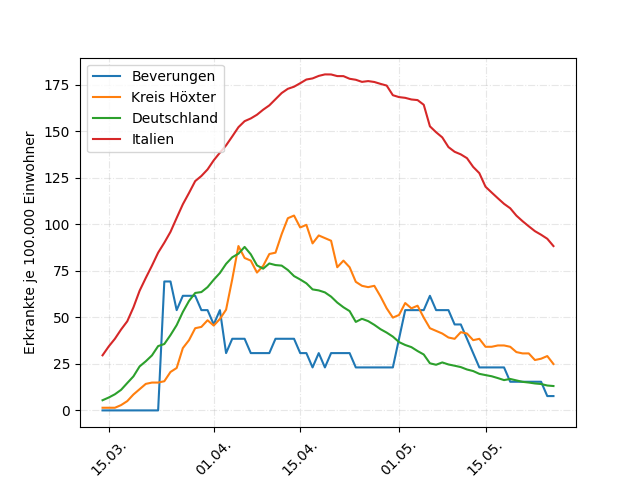 Beverungen
Kreis Höxter
Deutschland
Italien
Erkrankte je 100.000 Einwohner
175
150
125
100
75
50
25
0
15.03.
01.04.
15.04.
01.05.
15.05.